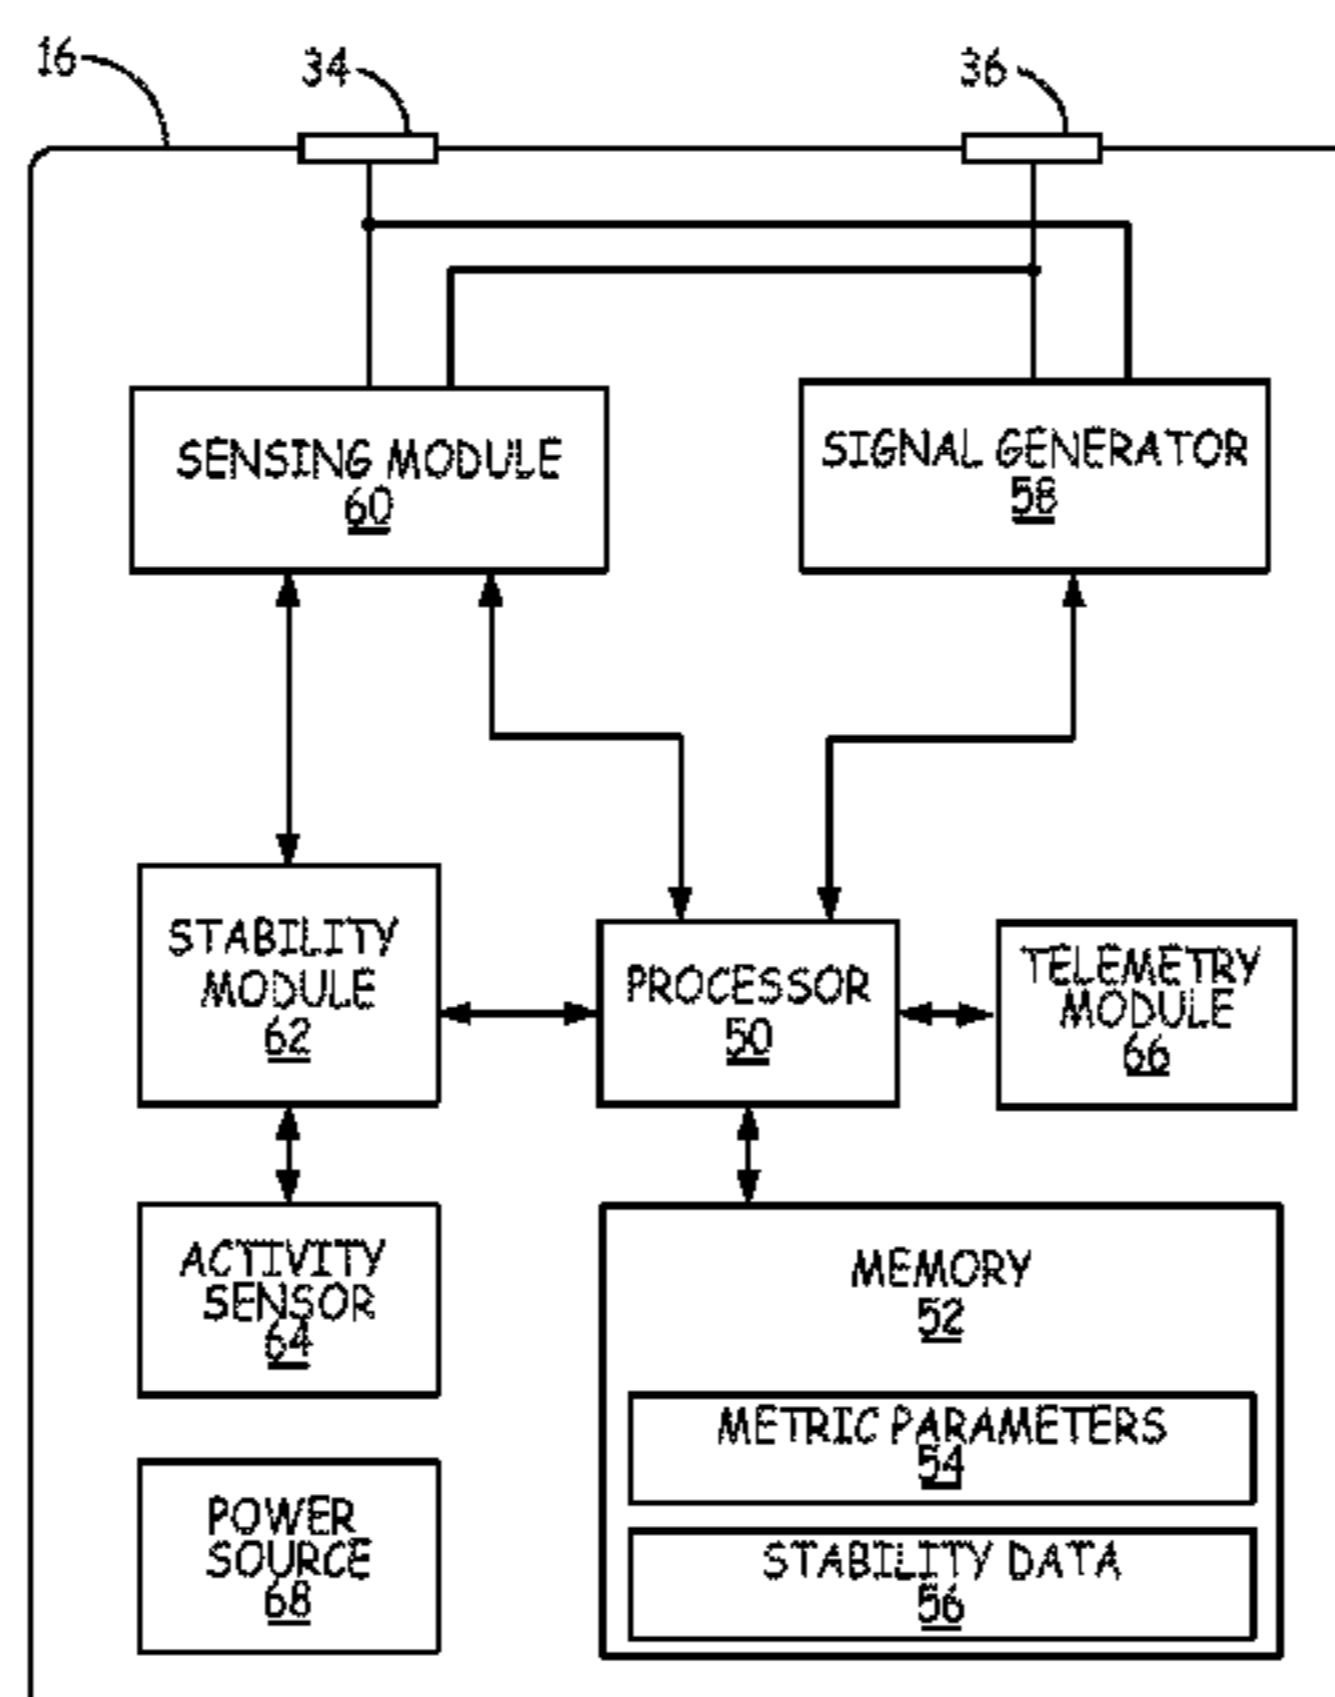 16
34
36
SENSING MODULE
60
SIGNAL GENERATOR
58
STABILITY
MODULE
62
PROCESSOR
50
TELEMETRY
MODULE
66
ACTIVITY
SENSOR
64
MEMORY
52
METRIC PARAMETERS
54
POWER
SOURCE
68
STABILITY DATA
56